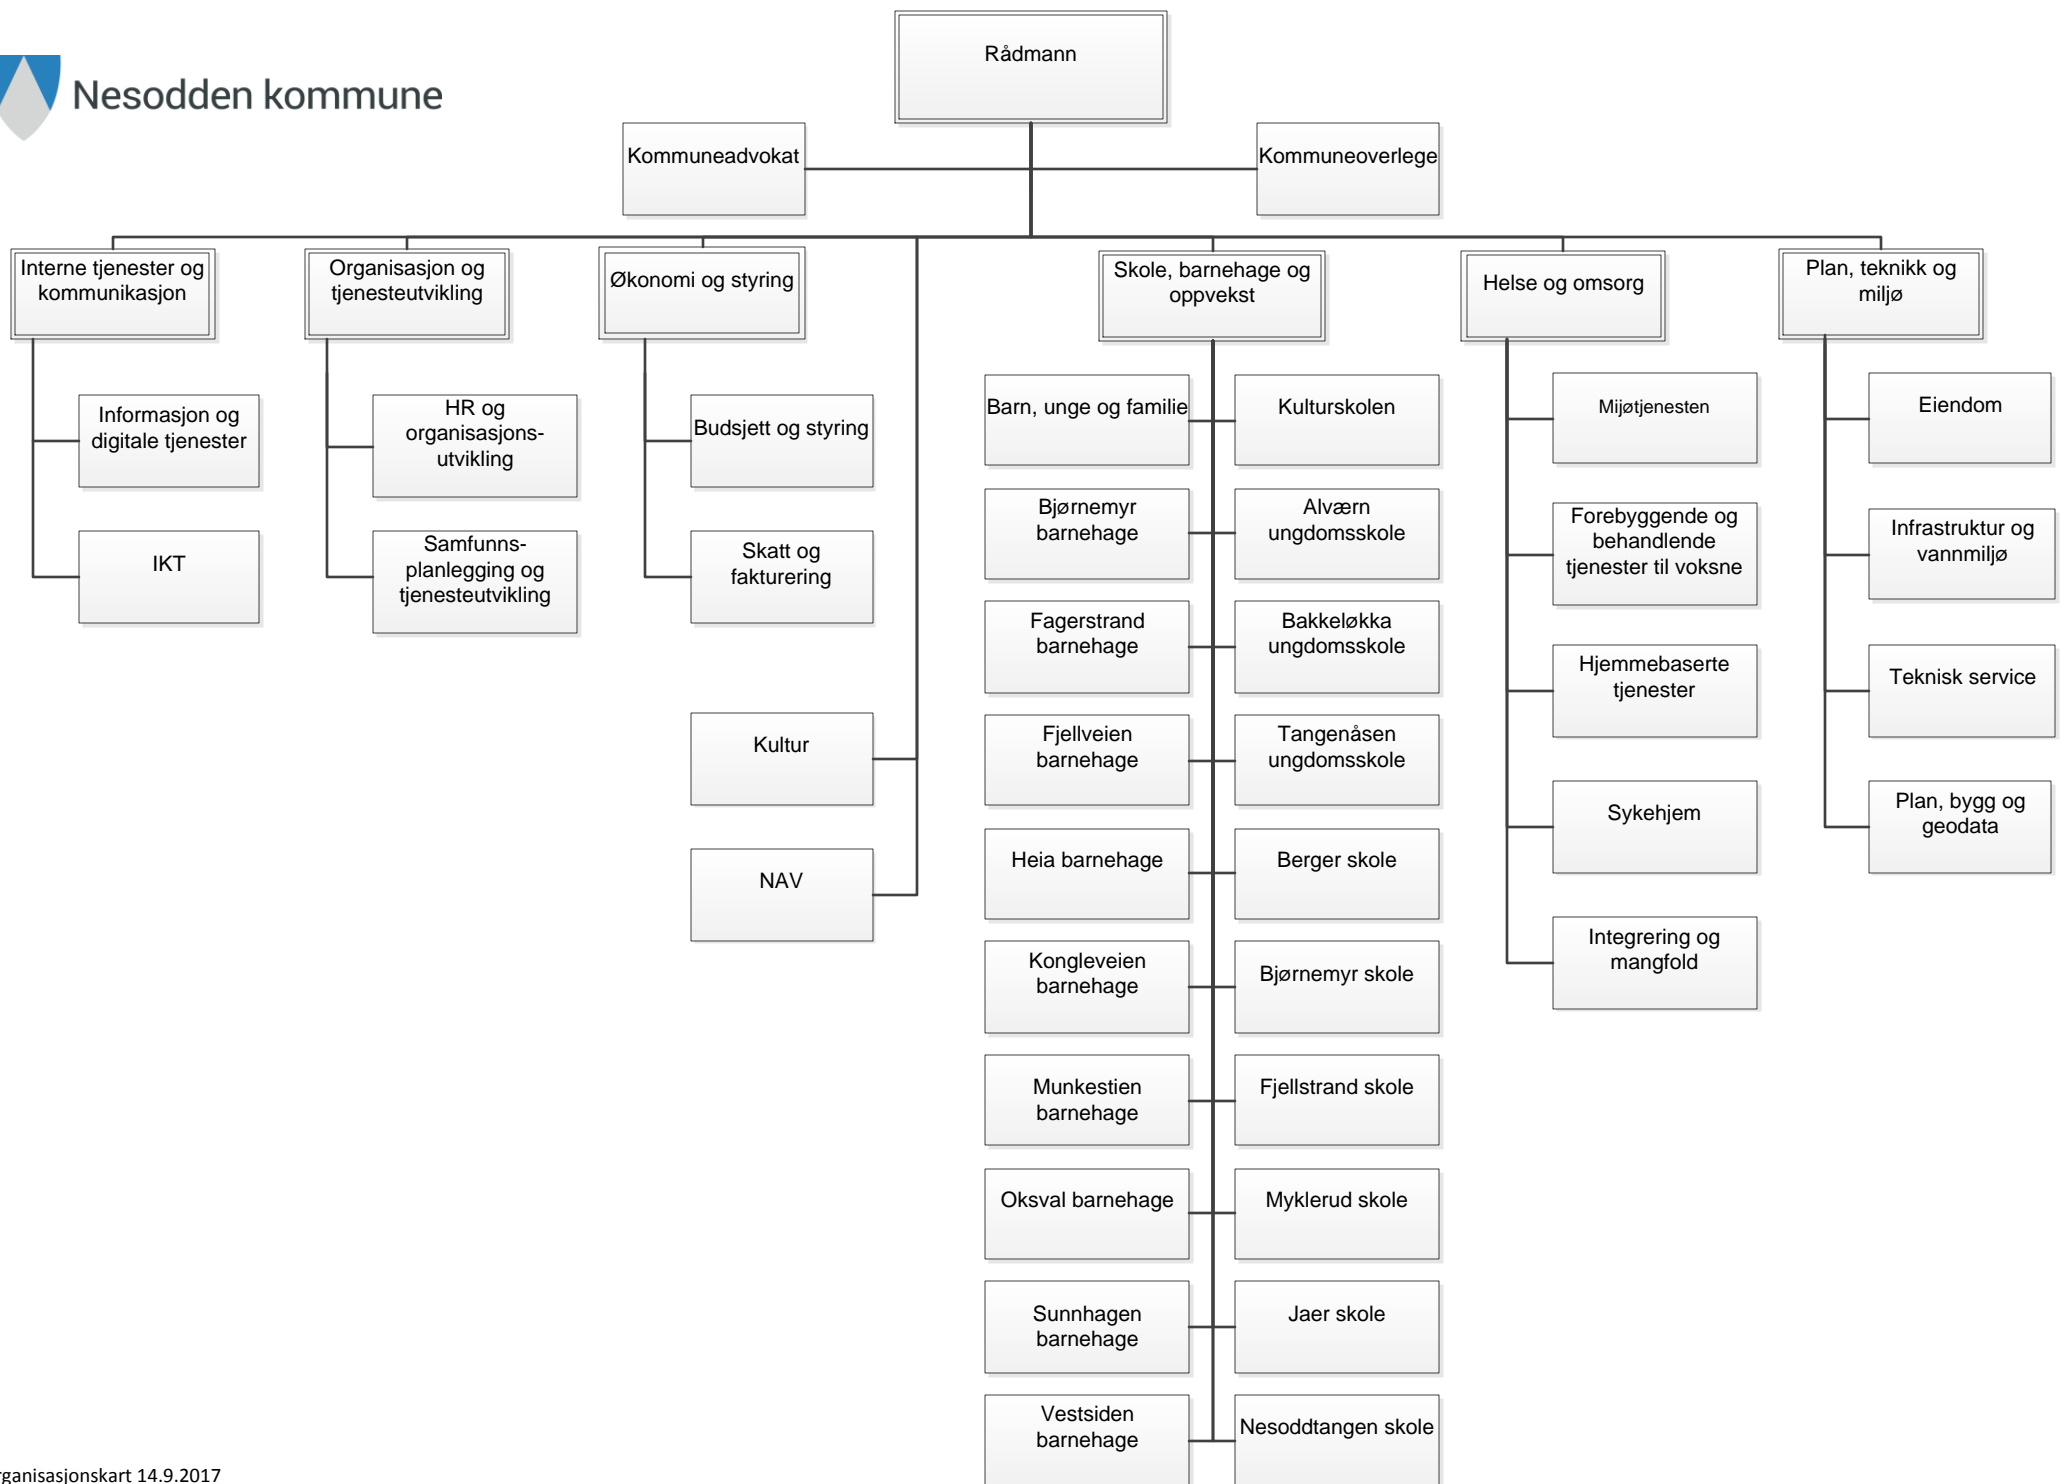 Nesodden kommune
Rådmann
Kommuneadvokat
Kommuneoverlege
Interne tjenester og
kommunikasjon
Organisasjon og
tjenesteutvikling
Økonomi og styring
Skole, barnehage og
oppvekst
Helse og omsorg
Plan, teknikk og
miljø
Informasjon og
digitale tjenester
IKT
HR og
organisasjons-
utvikling
Samfunns-
planlegging og
tjenesteutvikling
Budsjett og styring
Skatt og
fakturering
Kultur
NAV
Barn, unge og familie
Bjørnemyr
barnehage
Fagerstrand
barnehage
Fjellveien
barnehage
Heia barnehage
Kongleveien
barnehage
Munkestien
barnehage
Oksval barnehage
Sunnhagen
barnehage
Vestsiden
barnehage
Kulturskolen
Alværn
ungdomsskole
Bakkeløkka
ungdomsskole
Tangenåsen
ungdomsskole
Berger skole
Bjørnemyr skole
Fjellstrand skole
Myklerud skole
Jaer skole
Nesoddtangen skole
Mijøtjenesten
Forebyggende og
behandlende
tjenester til voksne
Hjemmebaserte
tjenester
Sykehjem
Integrering og
mangfold
Eiendom
Infrastruktur og
vannmiljø
Teknisk service
Plan, bygg og
geodata
rganisasjonskart 14.9.2017